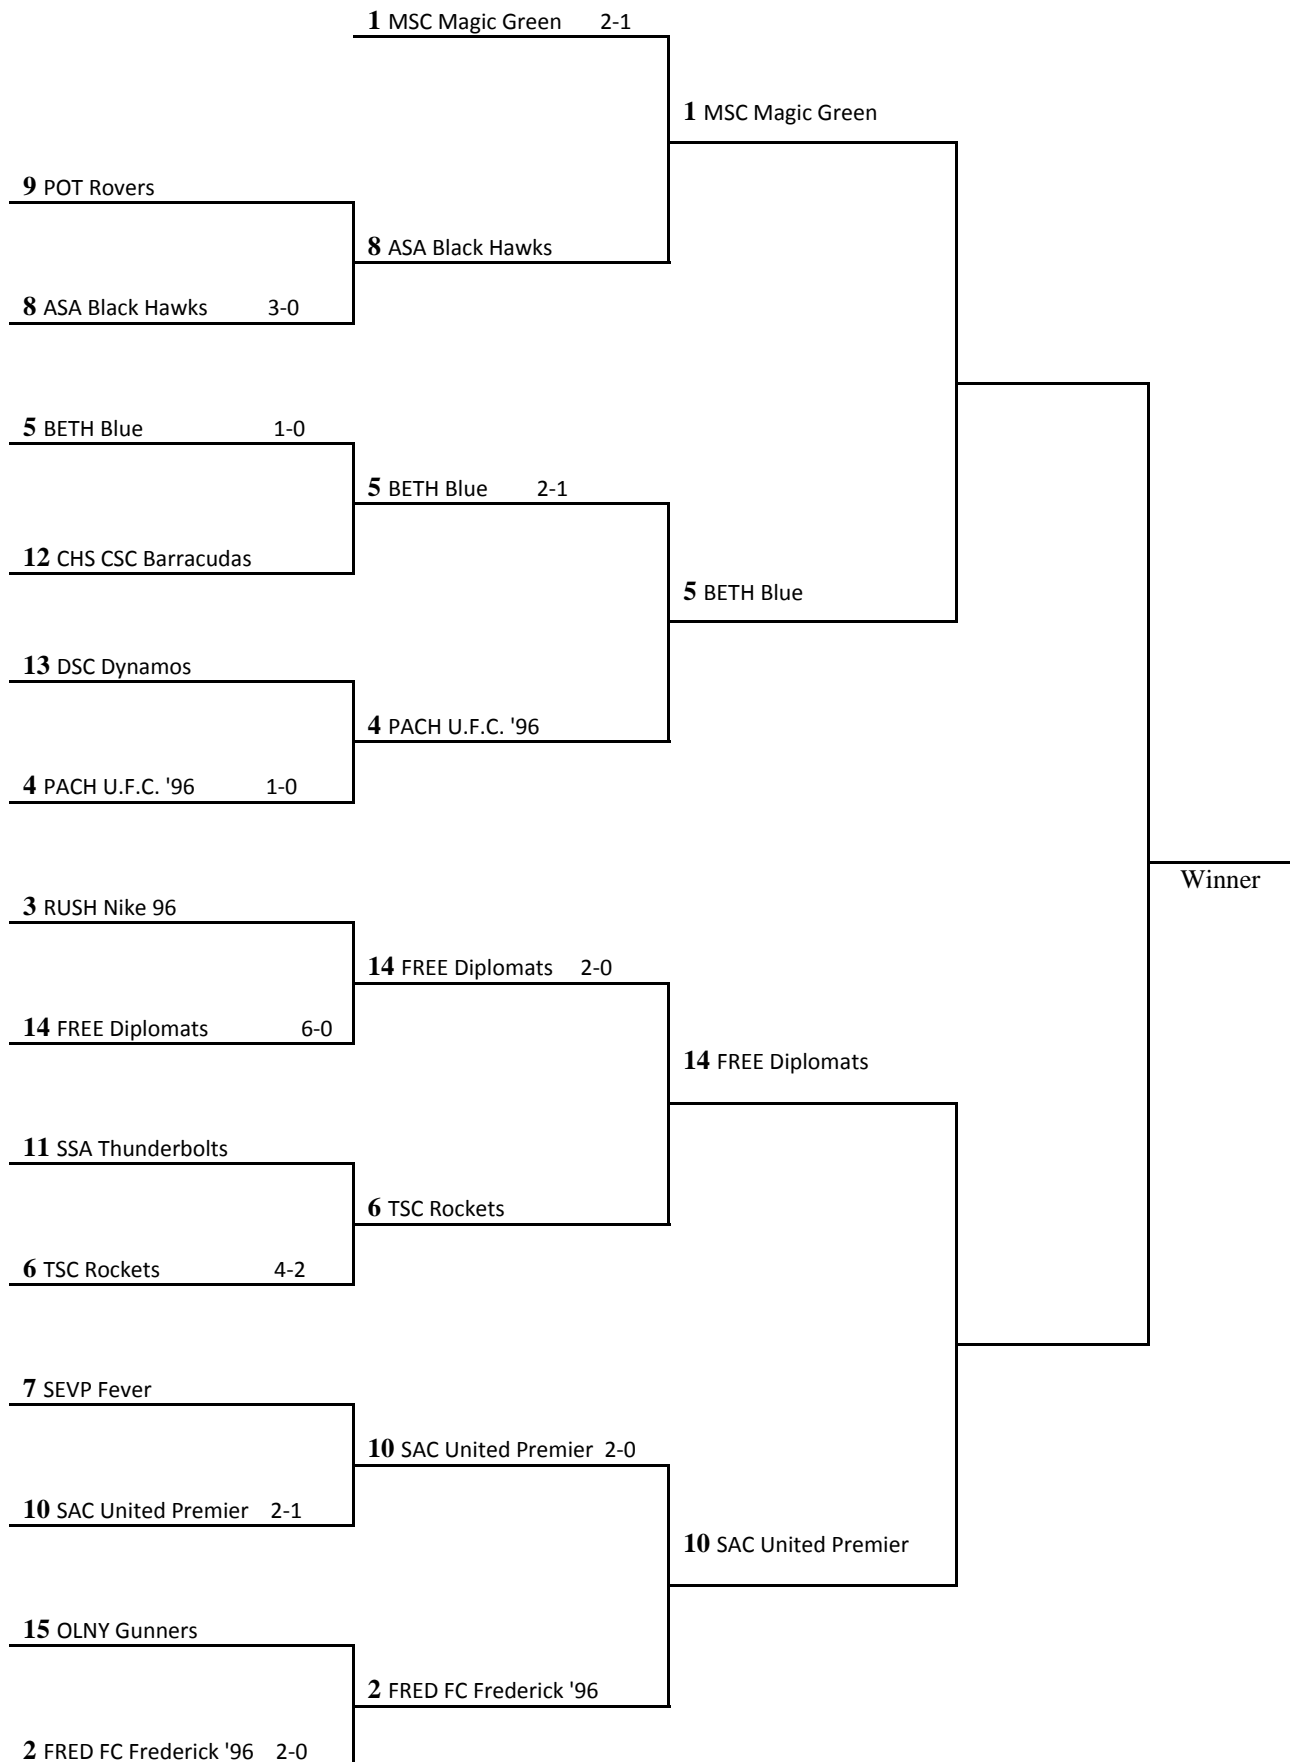 1 MSC Magic Green 2-1
1 MSC Magic Green
9 POT Rovers
8 ASA Black Hawks
8 ASA Black Hawks 3-0
5 BETH Blue 1-0
5 BETH Blue 2-1
12 CHS CSC Barracudas
5 BETH Blue
13 DSC Dynamos
4 PACH U.F.C. '96
4 PACH U.F.C. '96 1-0
Winner
3 RUSH Nike 96
14 FREE Diplomats 2-0
14 FREE Diplomats 6-0
14 FREE Diplomats
11 SSA Thunderbolts
6 TSC Rockets
6 TSC Rockets 4-2
7 SEVP Fever
10 SAC United Premier 2-0
10 SAC United Premier 2-1
10 SAC United Premier
15 OLNY Gunners
2 FRED FC Frederick '96
2 FRED FC Frederick '96 2-0